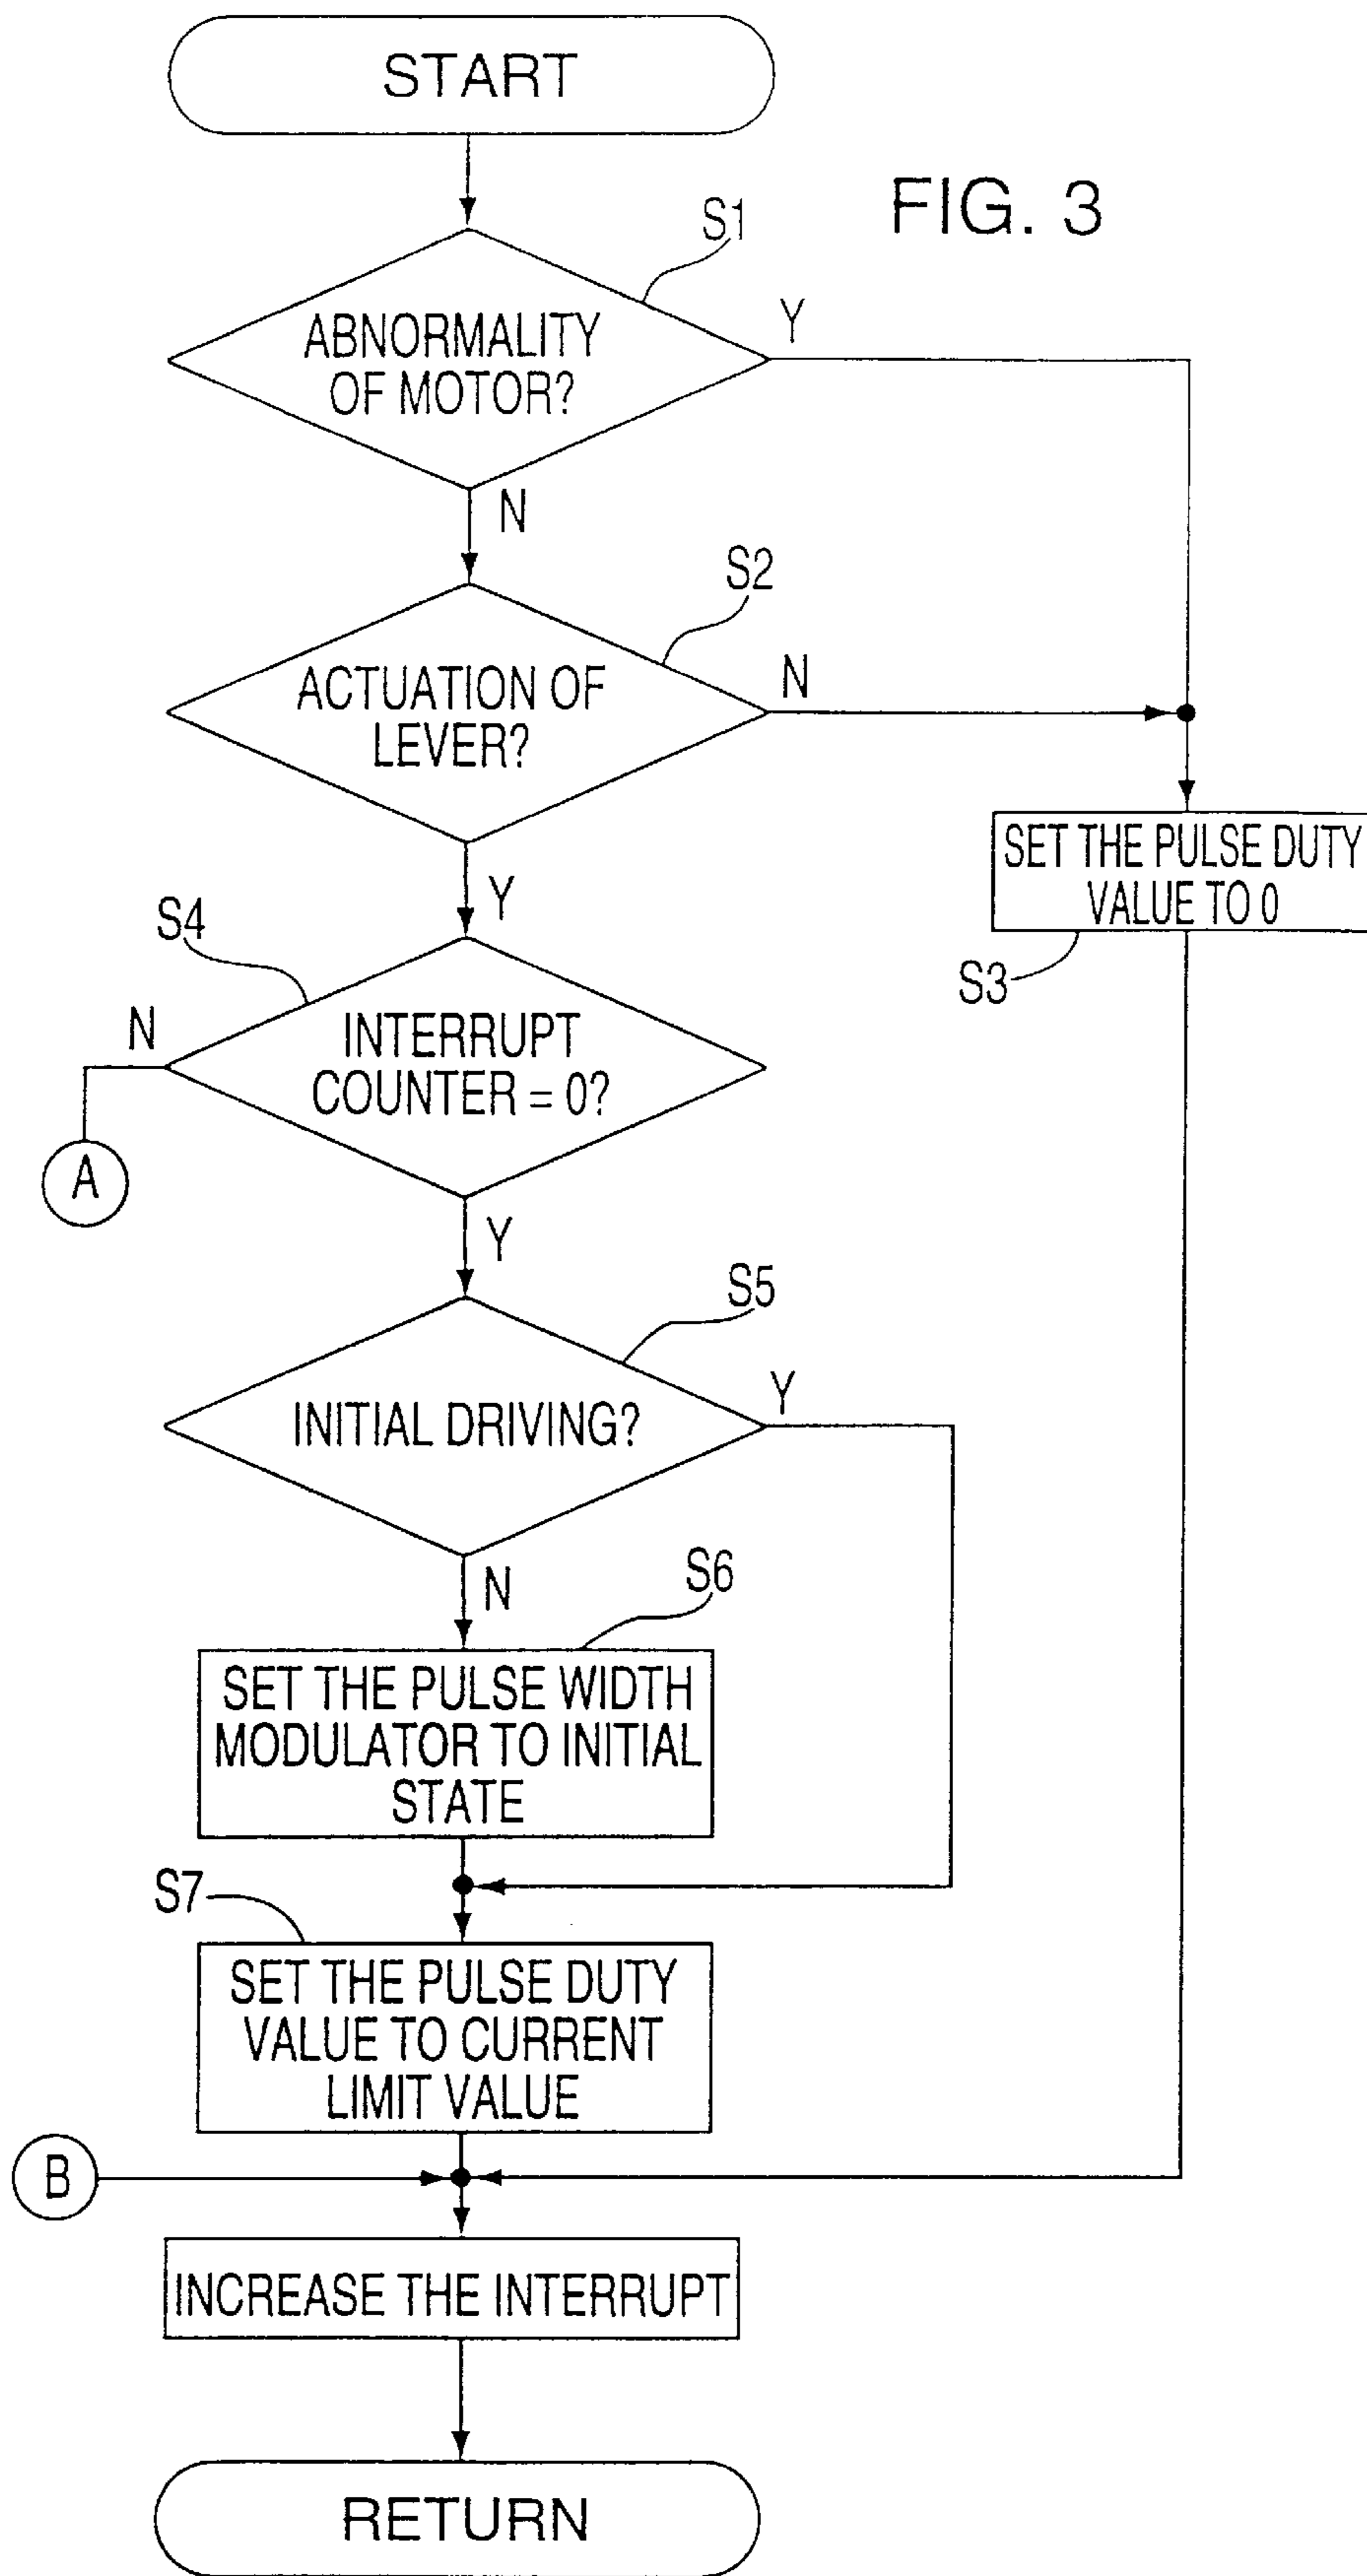 START
FIG. 3
S1
ABNORMALITY
OF MOTOR?
Y
N
S2
ACTUATION OF
LEVER?
N
Y
SET THE PULSE DUTY
VALUE TO 0
S3
S4
N
INTERRUPT
COUNTER = 0?
A
Y
S5
INITIAL DRIVING?
Y
N
S6
SET THE PULSE WIDTH
MODULATOR TO INITIAL
STATE
S7
SET THE PULSE DUTY
VALUE TO CURRENT
LIMIT VALUE
B
INCREASE THE INTERRUPT
RETURN